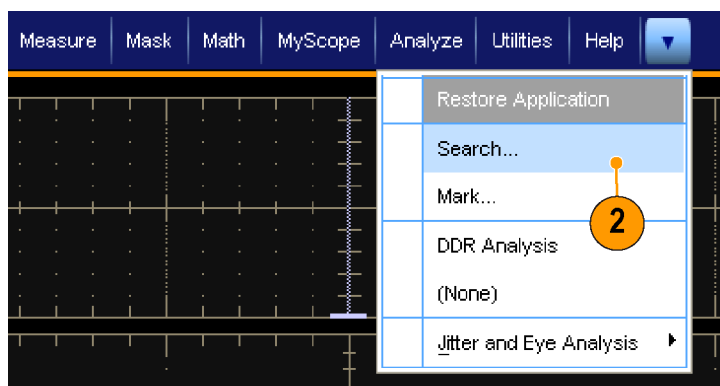 Measure Mask Math MyScope Analyze Utilities Help
Restore Application
Search...
Mark...
2
DDR Analysis
(None)
Jitter and Eye Analysis